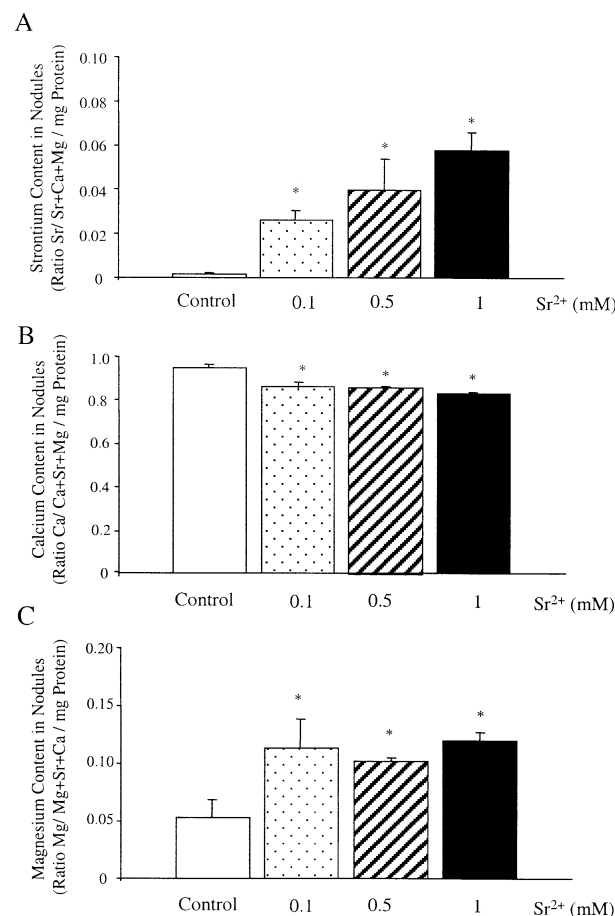 A
Strontium Content in Nodules
(Ratio Sr/ Sr+Ca+Mg / mg Protein)
0.10
0.08
0.06
0.04
0.02
0
*
*
*
Control
0.1
0.5
1
Sr²⁺ (mM)
B
Calcium Content in Nodules
(Ratio Ca/ Ca+Sr+Mg / mg Protein)
1.0
0.8
0.6
0.4
0.2
0
*
*
*
Control
0.1
0.5
1
Sr²⁺ (mM)
C
Magnesium Content in Nodules
(Ratio Mg/ Mg+Sr+Ca / mg Protein)
0.20
0.15
0.10
0.05
0
*
*
*
Control
0.1
0.5
1
Sr²⁺ (mM)